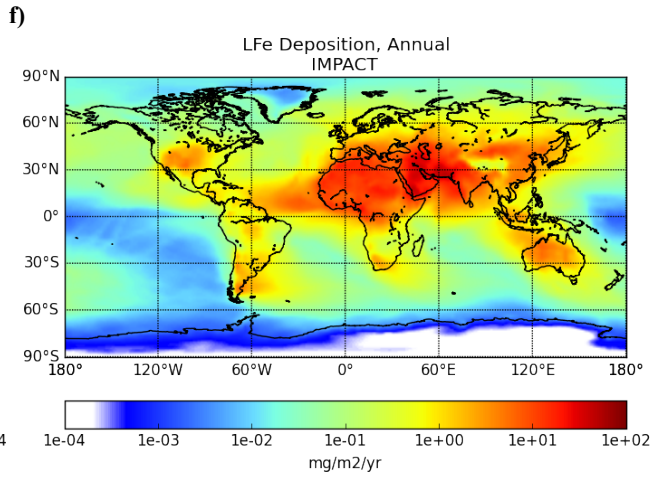 f)
LFe Deposition, Annual
IMPACT
90°N
60°N
30°N
0°
30°S
60°S
90°S
180° 120°W 60°W 0° 60°E 120°E 180°
4 1e-04 1e-03 1e-02 1e-01 1e+00 1e+01 1e+02
mg/m2/yr